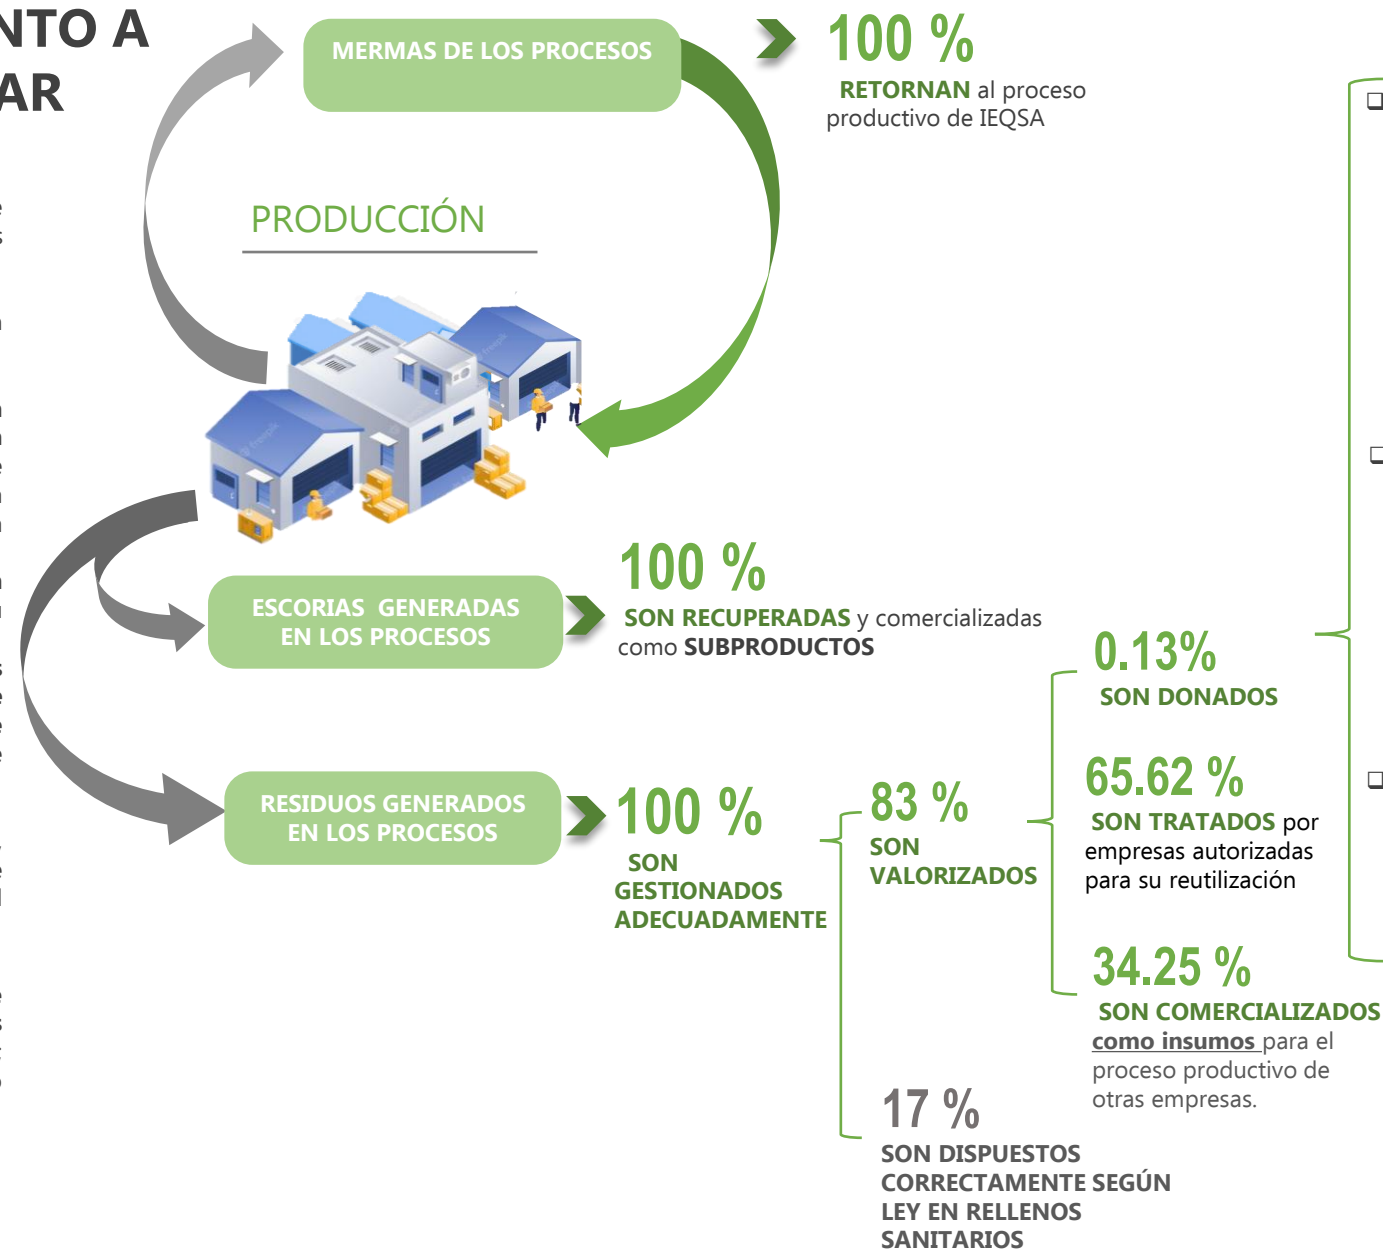 NTO A
AR
MERMAS DE LOS PROCESOS
100 %
RETORNAN al proceso
productivo de IEQSA
PRODUCCIÓN
ESCORIAS GENERADAS
EN LOS PROCESOS
100 %
SON RECUPERADAS y comercializadas
como SUBPRODUCTOS
RESIDUOS GENERADOS
EN LOS PROCESOS
100 %
SON
GESTIONADOS
ADECUADAMENTE
83 %
SON
VALORIZADOS
0.13%
SON DONADOS
65.62 %
SON TRATADOS por
empresas autorizadas
para su reutilización
34.25 %
SON COMERCIALIZADOS
como insumos para el
proceso productivo de
otras empresas.
17 %
SON DISPUESTOS
CORRECTAMENTE SEGÚN
LEY EN RELLENOS
SANITARIOS